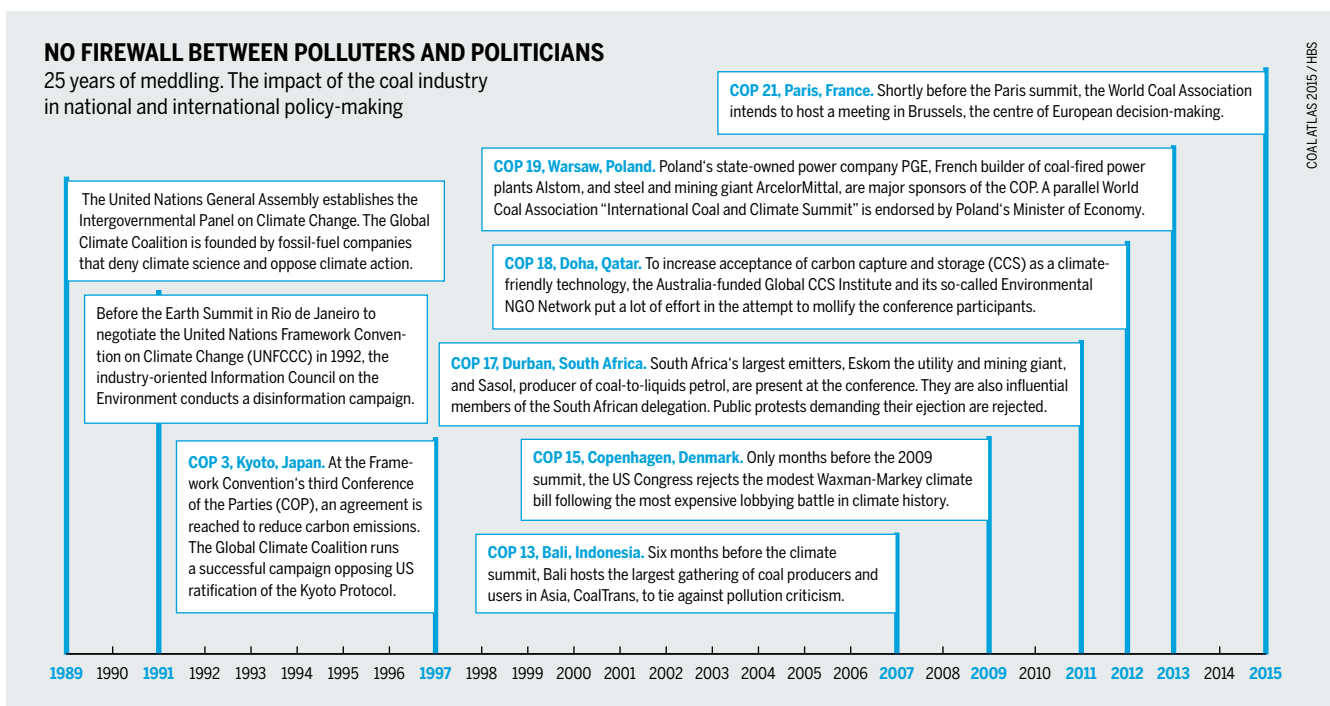 NO FIREWALL BETWEEN POLLUTERS AND POLITICIANS
25 years of meddling. The impact of the coal industry
in national and international policy-making
COAL ATLAS 2015 / HBS
COP 21, Paris, France. Shortly before the Paris summit, the World Coal Association
intends to host a meeting in Brussels, the centre of European decision-making.
COP 19, Warsaw, Poland. Poland‘s state-owned power company PGE, French builder of coal-fired power
plants Alstom, and steel and mining giant ArcelorMittal, are major sponsors of the COP. A parallel World
Coal Association “International Coal and Climate Summit” is endorsed by Poland‘s Minister of Economy.
The United Nations General Assembly establishes the
Intergovernmental Panel on Climate Change. The Global
Climate Coalition is founded by fossil-fuel companies
that deny climate science and oppose climate action.
COP 18, Doha, Qatar. To increase acceptance of carbon capture and storage (CCS) as a climate-
friendly technology, the Australia-funded Global CCS Institute and its so-called Environmental
NGO Network put a lot of effort in the attempt to mollify the conference participants.
Before the Earth Summit in Rio de Janeiro to
negotiate the United Nations Framework Conven-
tion on Climate Change (UNFCCC) in 1992, the
industry-oriented Information Council on the
Environment conducts a disinformation campaign.
COP 17, Durban, South Africa. South Africa‘s largest emitters, Eskom the utility and mining giant,
and Sasol, producer of coal-to-liquids petrol, are present at the conference. They are also influential
members of the South African delegation. Public protests demanding their ejection are rejected.
COP 3, Kyoto, Japan. At the Frame-
work Convention‘s third Conference
of the Parties (COP), an agreement is
reached to reduce carbon emissions.
The Global Climate Coalition runs
a successful campaign opposing US
ratification of the Kyoto Protocol.
COP 15, Copenhagen, Denmark. Only months before the 2009
summit, the US Congress rejects the modest Waxman-Markey climate
bill following the most expensive lobbying battle in climate history.
COP 13, Bali, Indonesia. Six months before the climate
summit, Bali hosts the largest gathering of coal producers and
users in Asia, CoalTrans, to tie against pollution criticism.
1989 1990 1991 1992 1993 1994 1995 1996 1997 1998 1999 2000 2001 2002 2003 2004 2005 2006 2007 2008 2009 2010 2011 2012 2013 2014 2015